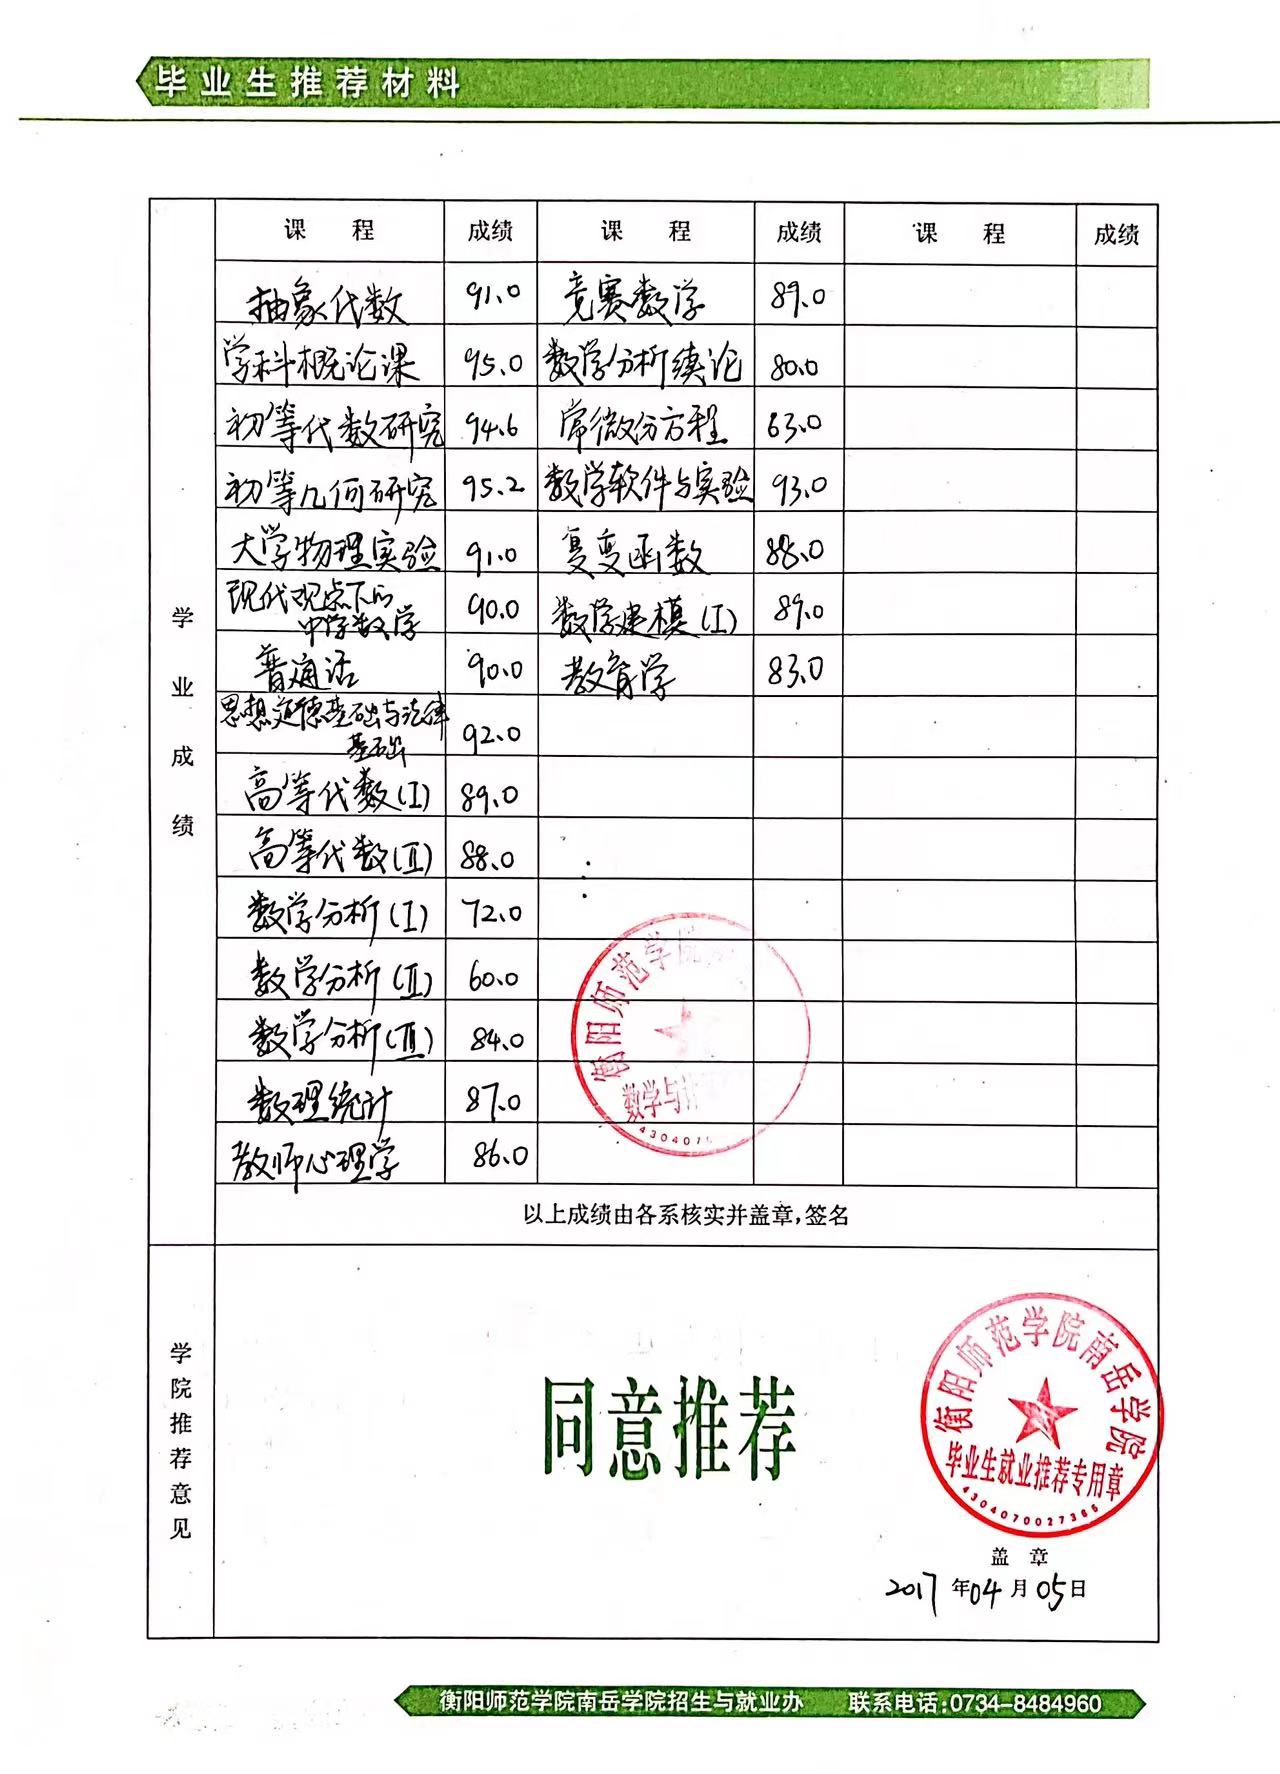 毕业生推荐材料
课 程 成绩 课 程 成绩 课 程 成绩
抽象代数 91.0 竞赛数学 89.0
学科概论课 95.0 数学分析续论 80.0
初等代数研究 94.6 常微份方程 63.0
初等几何研究 95.2 数学软件与实验 93.0
大学物理实验 91.0 复变函数 88.0
现代观点下的
中学数学 90.0 数学建模(I) 89.0
普通话 90.0 教育学 83.0
思想道德基础与法律
基础 92.0
高等代数(I) 89.0
高等代数(II) 88.0
数学分析(I) 72.0
数学分析(II) 60.0
数学分析(III) 84.0
数理统计 87.0
教师心理学 86.0
学业成绩
衡阳师范学院
数学与计
4304075
以上成绩由各系核实并盖章,签名
学院推荐意见
同意推荐
衡阳师范学院南岳学院
毕业生就业推荐专用章
4304070027365
盖 章
2017年04月05日
衡阳师范学院南岳学院招生与就业办 联系电话:0734-8484960